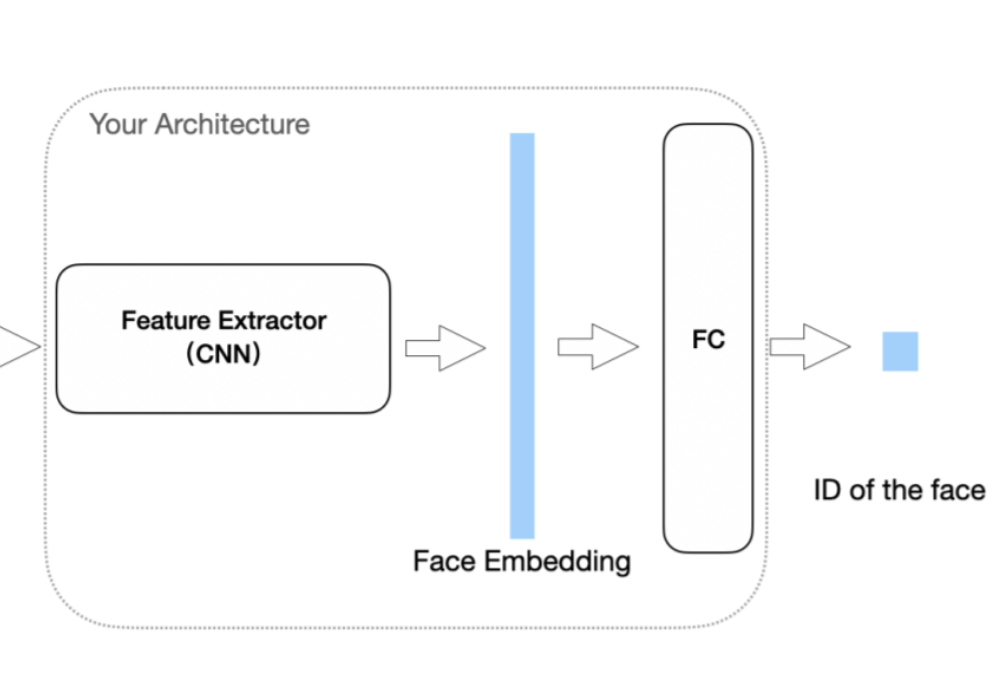 Your Architecture
Feature Extractor
(CNN)
FC
ID of the face
Face Embedding